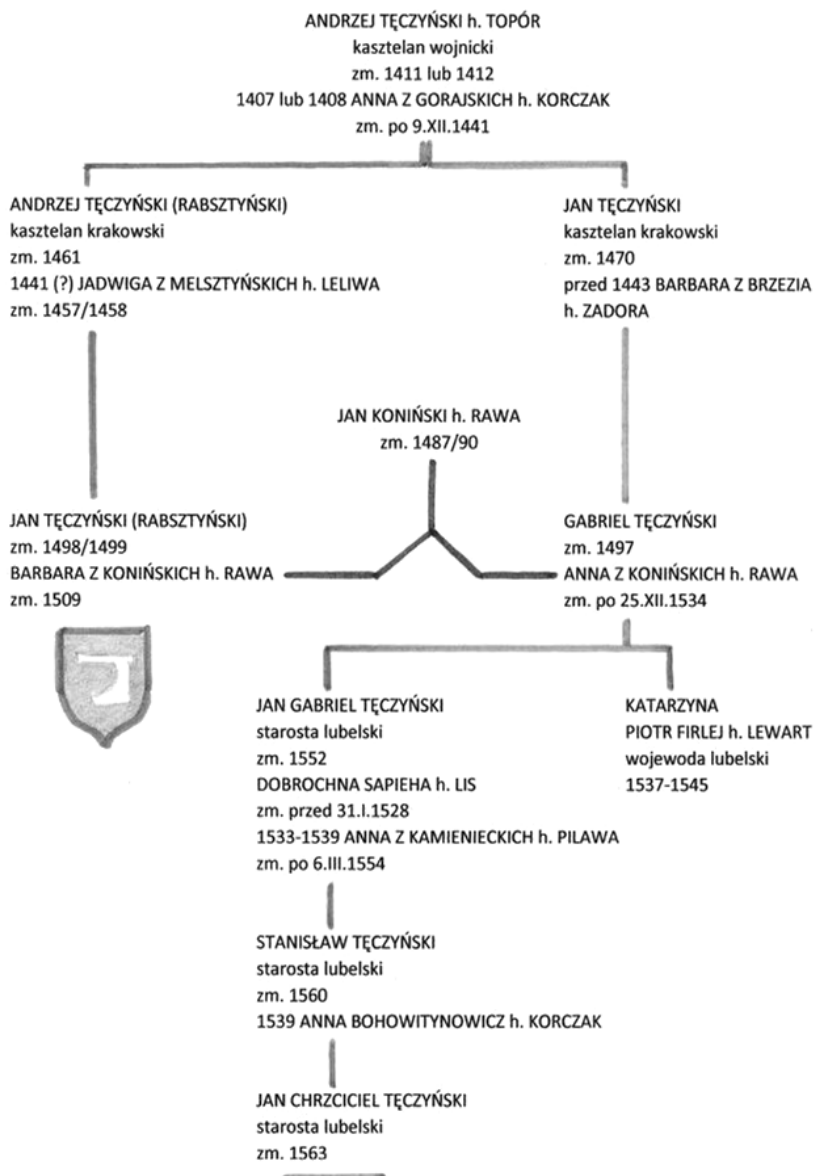 ANDRZEJ TĘCZYŃSKI h. TOPÓR
kasztelan wojnicki
zm. 1411 lub 1412
1407 lub 1408 ANNA Z GORAJSKICH h. KORCZAK
zm. po 9.XII.1441
ANDRZEJ TĘCZYŃSKI (RABSZTYŃSKI)
kasztelan krakowski
zm. 1461
1441 (?) JADWIGA Z MELSZTYŃSKICH h. LELIWA
zm. 1457/1458
JAN TĘCZYŃSKI
kasztelan krakowski
zm. 1470
przed 1443 BARBARA Z BRZEZIA
h. ZADORA
JAN KONIŃSKI h. RAWA
zm. 1487/90
JAN TĘCZYŃSKI (RABSZTYŃSKI)
zm. 1498/1499
BARBARA Z KONIŃSKICH h. RAWA
zm. 1509
GABRIEL TĘCZYŃSKI
zm. 1497
ANNA Z KONIŃSKICH h. RAWA
zm. po 25.XII.1534
JAN GABRIEL TĘCZYŃSKI
starosta lubelski
zm. 1552
DOBROCHNA SAPIEHA h. LIS
zm. przed 31.I.1528
1533-1539 ANNA Z KAMIENIECKICH h. PILAWA
zm. po 6.III.1554
KATARZYNA
PIOTR FIRLEJ h. LEWART
wojewoda lubelski
1537-1545
STANISŁAW TĘCZYŃSKI
starosta lubelski
zm. 1560
1539 ANNA BOHOWITYNOWICZ h. KORCZAK
JAN CHRZCICIEL TĘCZYŃSKI
starosta lubelski
zm. 1563